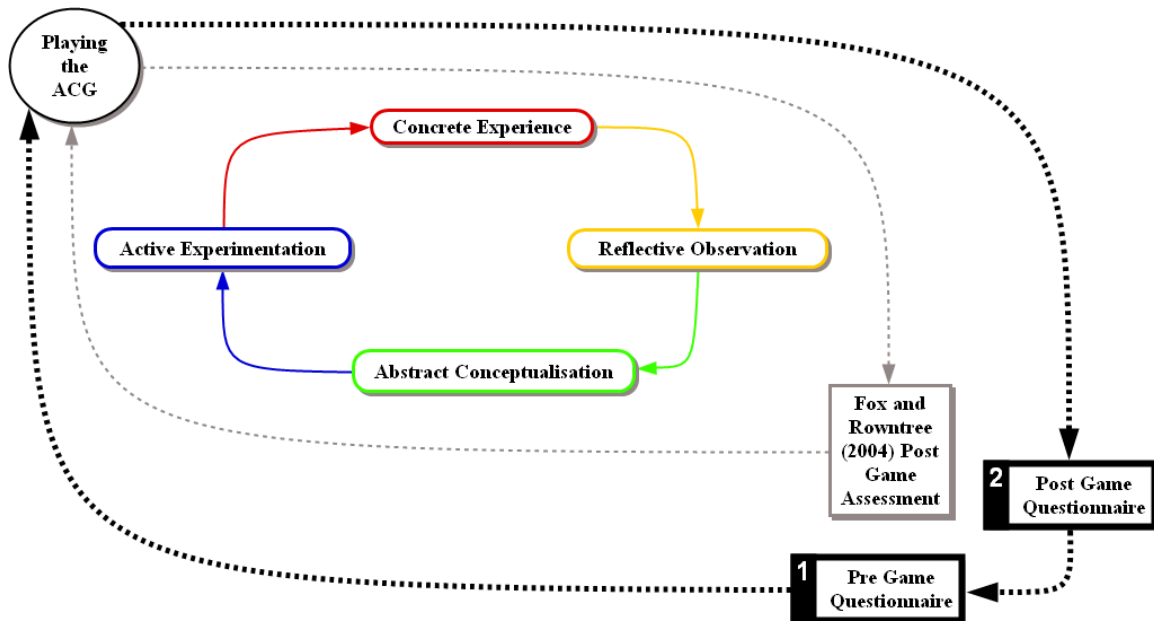 Playing
the
ACG
Concrete Experience
Active Experimentation
Reflective Observation
Abstract Conceptualisation
Fox and
Rowntree
(2004) Post
Game
Assessment
2
Post Game
Questionnaire
1
Pre Game
Questionnaire